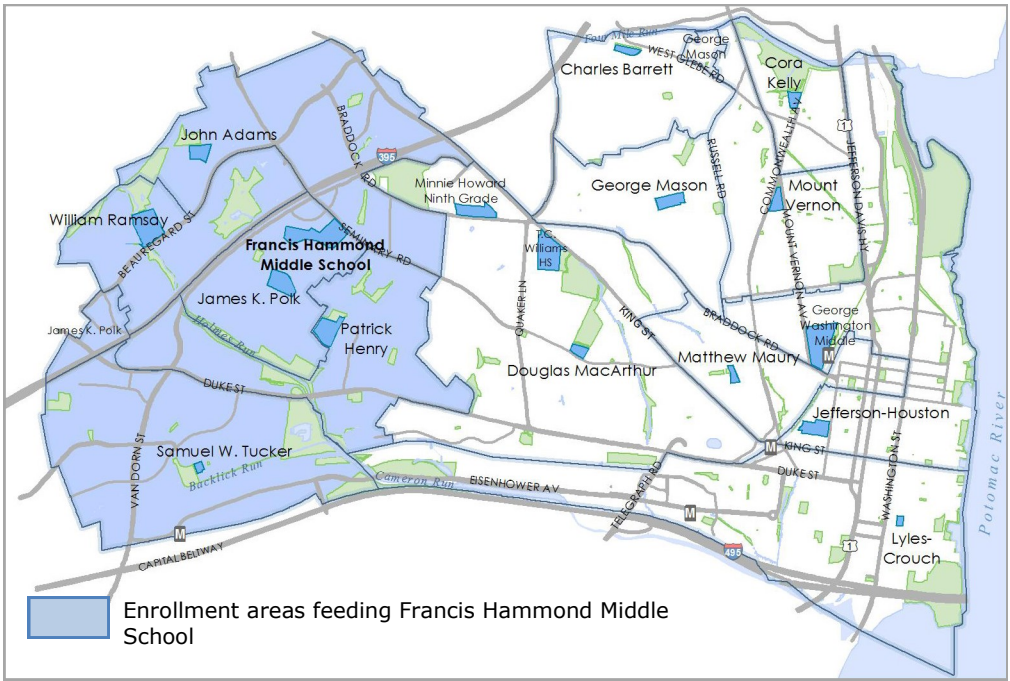 Four Mile Run
George
Mason
WEST GLEBE RD
Charles Barrett
Cora
Kelly
1
JEFFERSON DAVIS HY
John Adams
BRADDOCK RD
395
COMMONWEALTH AV
RUSSELL RD
Minnie Howard
Ninth Grade
George Mason
Mount
Vernon
William Ramsay
BEAUREGARD ST
SEMINARY RD
Francis Hammond
Middle School
T.C.
Williams
HS
MOUNT VERNON AV
James K. Polk
QUAKER LN
KING ST
BRADDOCK RD
George
Washington
Middle
M
James K. Polk
Holmes Run
Patrick
Henry
Douglas MacArthur
Matthew Maury
DUKE ST
Jefferson-Houston
Potomac River
Samuel W. Tucker
Backlick Run
VAN DORN ST
M
KING ST
DUKE ST
WASHINGTON ST
Cameron Run
EISENHOWER AV
TELEGRAPH RD
M
M
CAPITAL BELTWAY
495
1
Lyles-
Crouch
Enrollment areas feeding Francis Hammond Middle
School